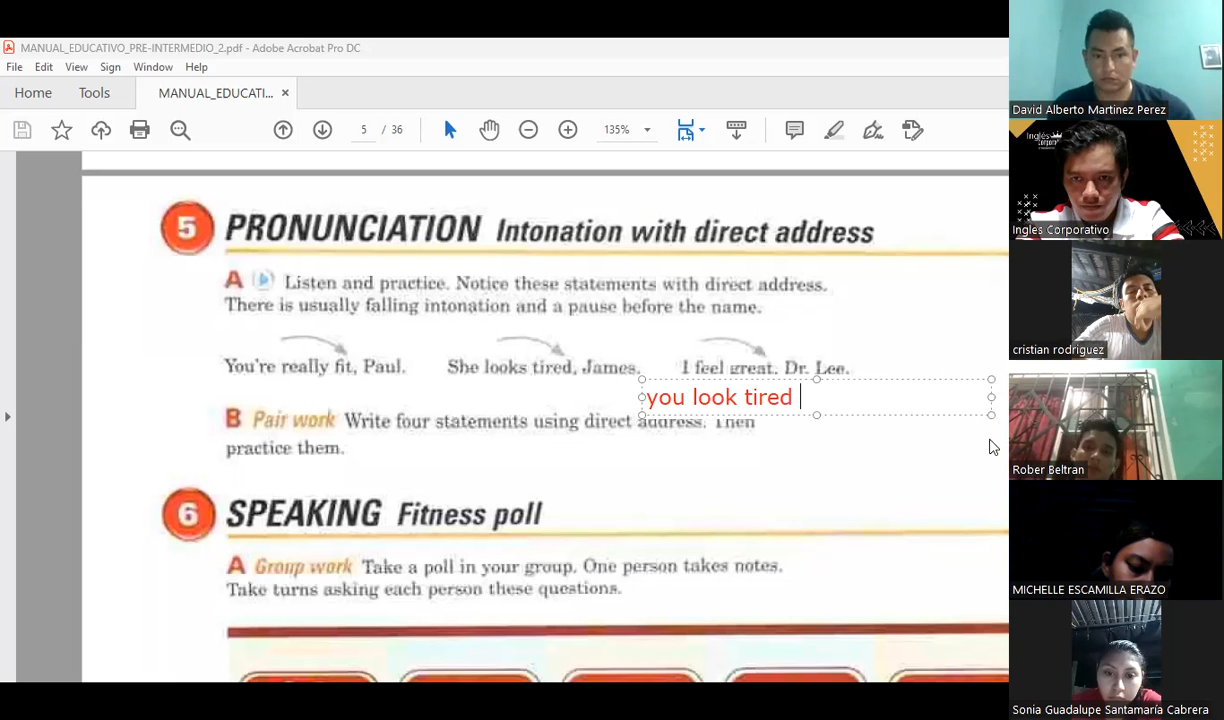 MANUAL_EDUCATIVO_PRE-INTERMEDIO_2.pdf - Adobe Acrobat Pro DC
File Edit View Sign Window Help
Home Tools MANUAL_EDUCATI... ×
5 / 36 135%
5 PRONUNCIATION Intonation with direct address
A Listen and practice. Notice these statements with direct address.
There is usually falling intonation and a pause before the name.
You're really fit, Paul. She looks tired, James. I feel great, Dr. Lee.
you look tired
B Pair work Write four statements using direct address. Then
practice them.
6 SPEAKING Fitness poll
A Group work Take a poll in your group. One person takes notes.
Take turns asking each person these questions.
David Alberto Martinez Perez
Inglés
Corporativo
Ingles Corporativo
cristian rodriguez
Rober Beltran
MICHELLE ESCAMILLA ERAZO
Sonia Guadalupe Santamaría Cabrera